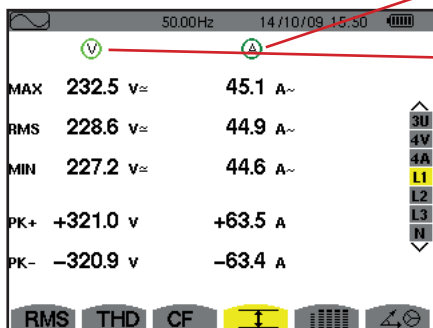 50.00Hz 14/10/09 15:50
V A
MAX 232.5 V≃ 45.1 A~
RMS 228.6 V≃ 44.9 A~
MIN 227.2 V≃ 44.6 A~
PK+ +321.0 V +63.5 A
PK- −320.9 V −63.4 A
3U
4V
4A
L1
L2
L3
N
RMS THD CF